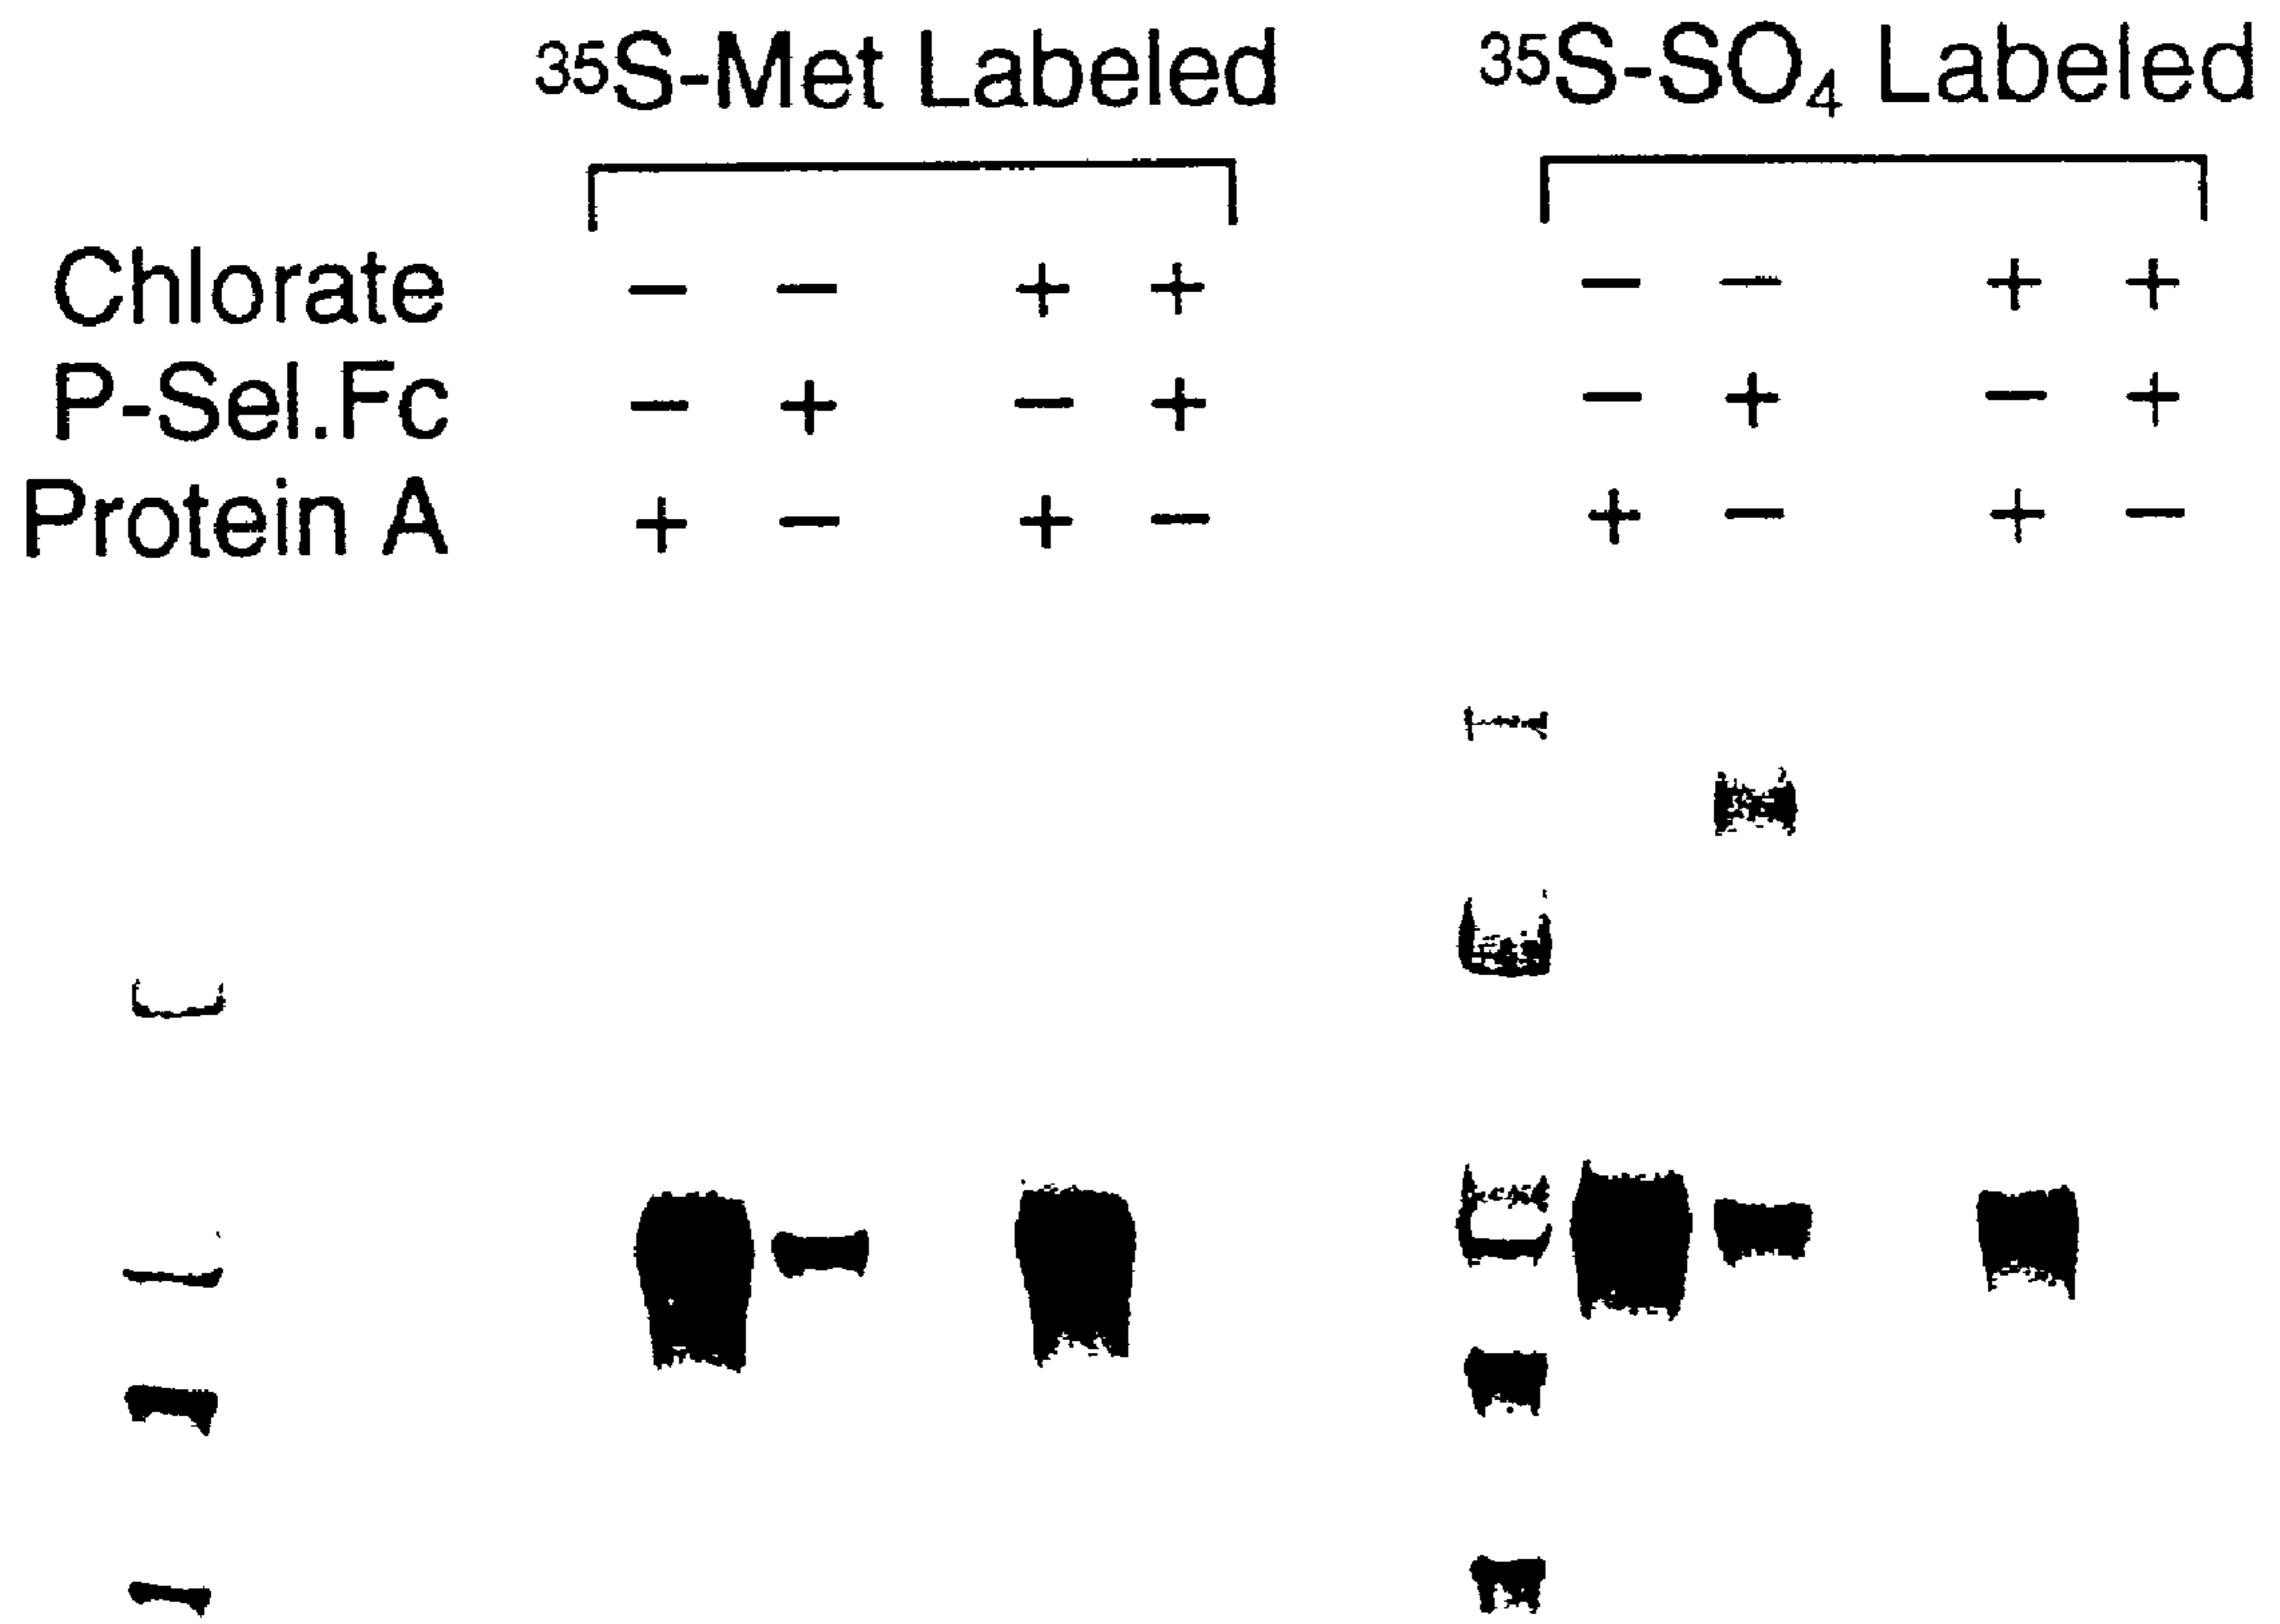 ³⁵S-Met Labeled ³⁵S-SO₄ Labeled
Chlorate − − + + − − + +
P-Sel.Fc − + − + − + − +
Protein A + − + − + − + −